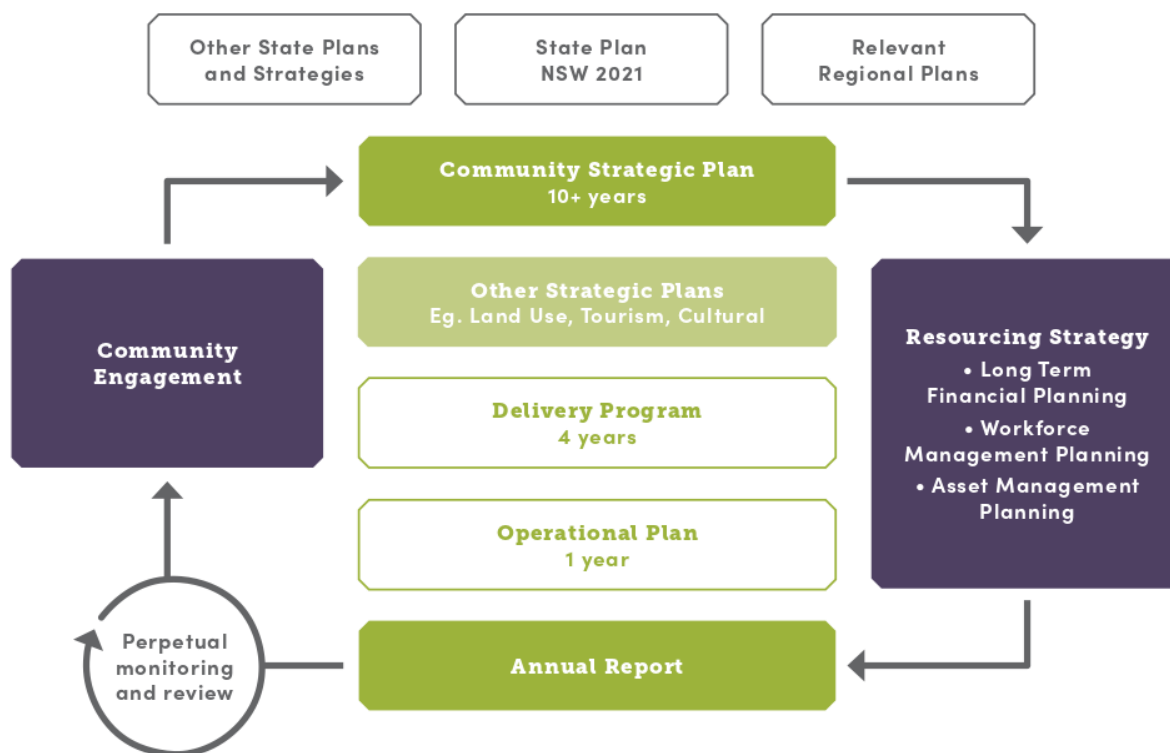 Other State Plans
and Strategies
State Plan
NSW 2021
Relevant
Regional Plans
Community Strategic Plan
10+ years
Other Strategic Plans
Eg. Land Use, Tourism, Cultural
Community
Engagement
Resourcing Strategy
• Long Term
Financial Planning
• Workforce
Management Planning
• Asset Management
Planning
Delivery Program
4 years
Operational Plan
1 year
Perpetual
monitoring
and review
Annual Report